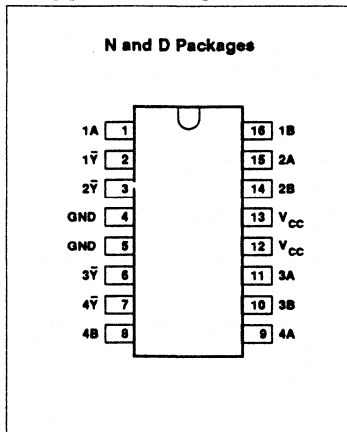 N and D Packages
1A 1 16 1B
1Ȳ 2 15 2A
2Ȳ 3 14 2B
GND 4 13 VCC
GND 5 12 VCC
3Ȳ 6 11 3A
4Ȳ 7 10 3B
4B 8 9 4A